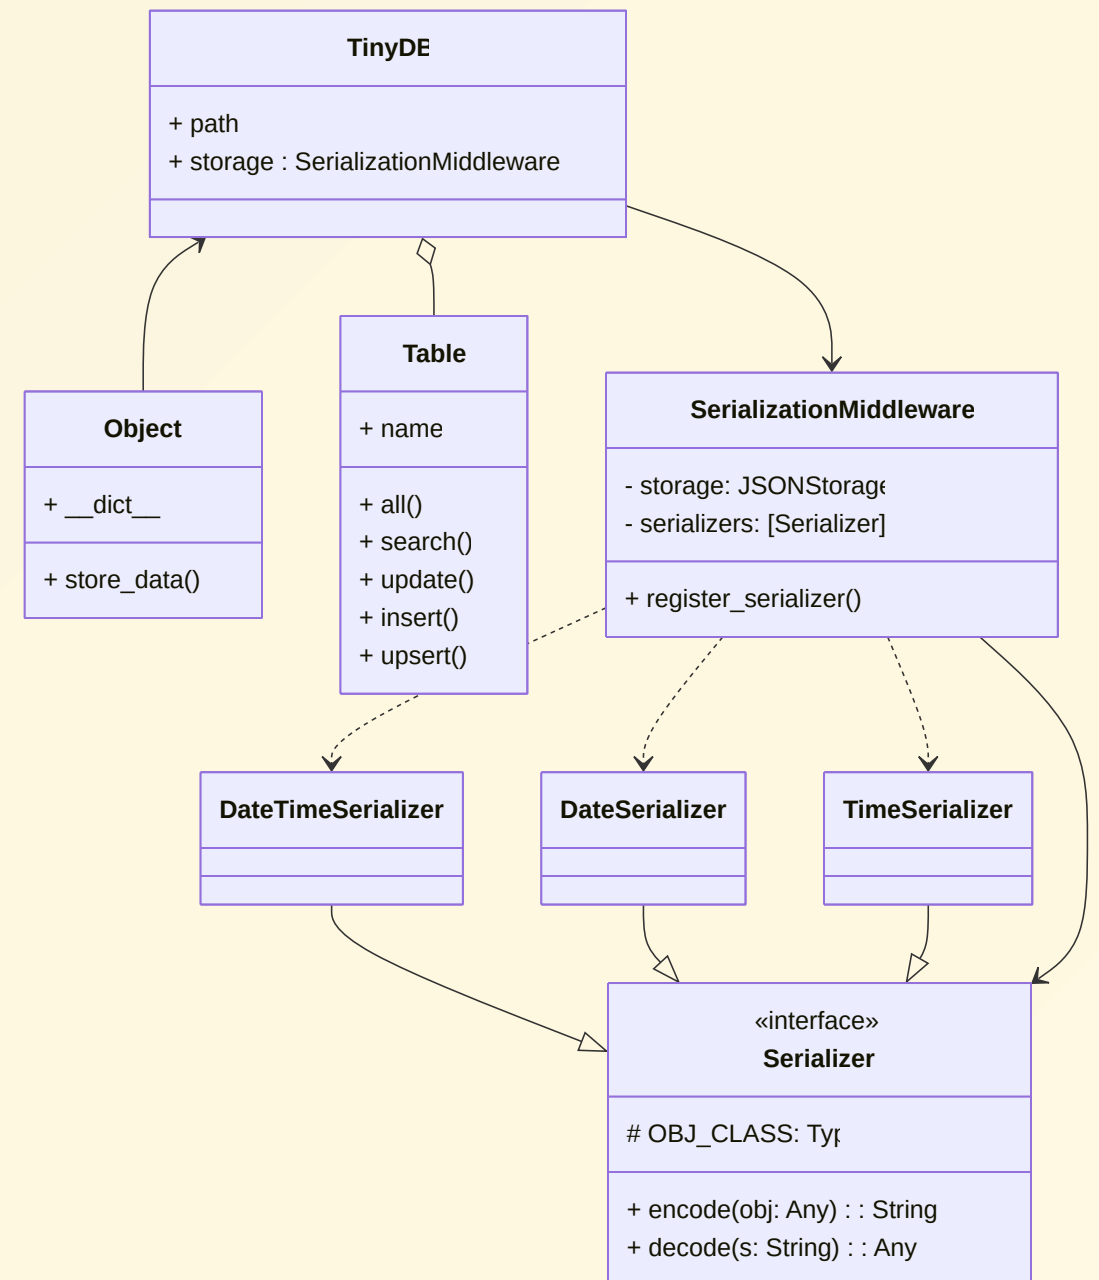 TinyDB
+ path
+ storage : SerializationMiddleware
Table
+ name
+ all()
+ search()
+ update()
+ insert()
+ upsert()
Object
+ __dict__
+ store_data()
SerializationMiddleware
- storage: JSONStorage
- serializers: [Serializer]
+ register_serializer()
DateTimeSerializer
DateSerializer
TimeSerializer
«interface»
Serializer
# OBJ_CLASS: Typ
+ encode(obj: Any) : : String
+ decode(s: String) : : Any